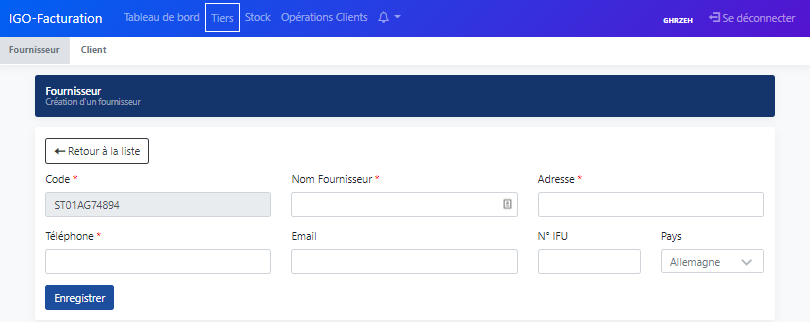 IGO-Facturation Tableau de bord Tiers Stock Opérations Clients GHRZEH Se déconnecter
Fournisseur Client
Fournisseur
Création d'un fournisseur
Retour à la liste
Code * Nom Fournisseur * Adresse *
ST01AG74894
Téléphone * Email N° IFU Pays
Allemagne
Enregistrer